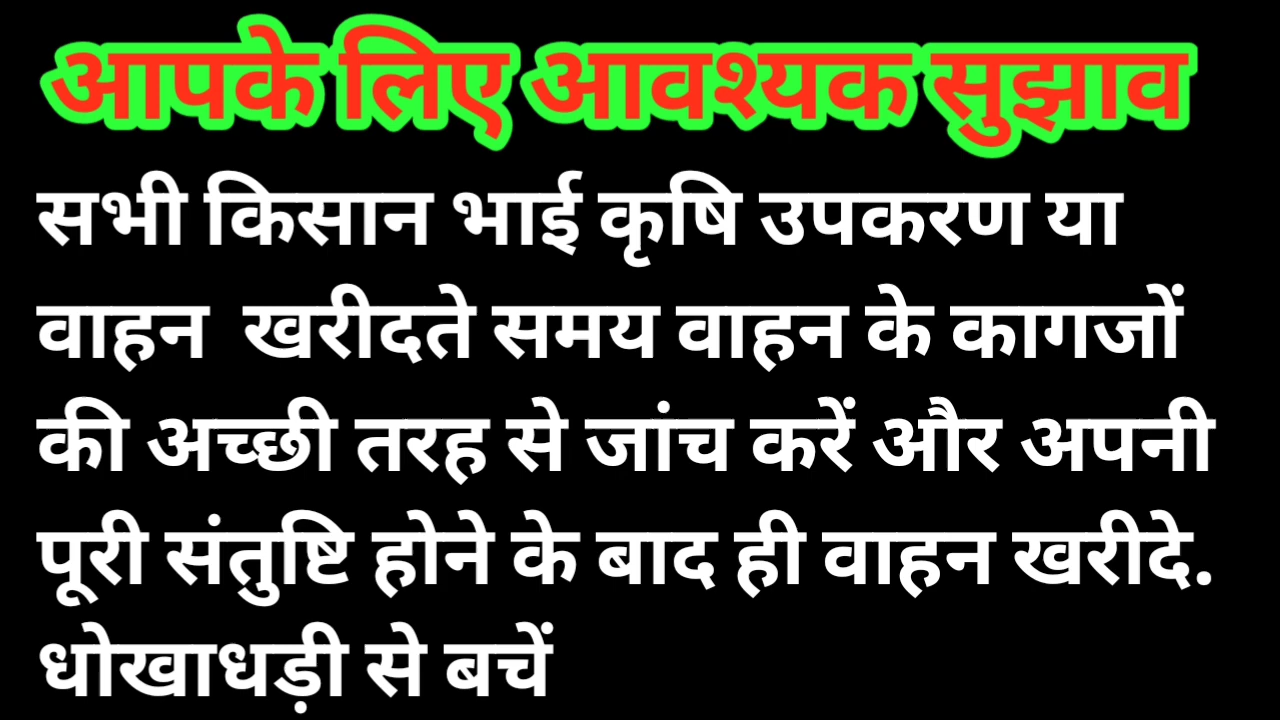 आपके लिए आवश्यक सुझाव
सभी किसान भाई कृषि उपकरण या
वाहन खरीदते समय वाहन के कागजों
की अच्छी तरह से जांच करें और अपनी
पूरी संतुष्टि होने के बाद ही वाहन खरीदे.
धोखाधड़ी से बचें